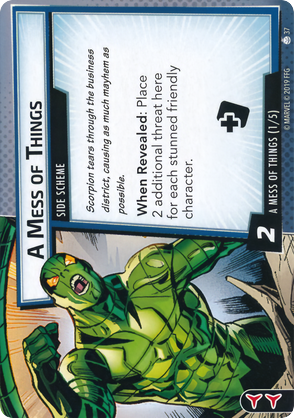 A MESS OF THINGS
SIDE SCHEME
Scorpion tears through the business
district, causing as much mayhem as
possible.
When Revealed: Place
2 additional threat here
for each stunned friendly
character.
2
A MESS OF THINGS (1/5)
© MARVEL © 2019 FFG
37